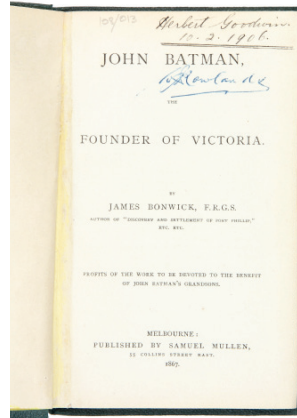 Herbert Goodwin
10.2.1906.
JOHN BATMAN,
THE
FOUNDER OF VICTORIA.
BY
JAMES BONWICK, F.R.G.S.
AUTHOR OF "DISCOVERY AND SETTLEMENT OF PORT PHILLIP,"
ETC. ETC.
PROFITS OF THE WORK TO BE DEVOTED TO THE BENEFIT
OF JOHN BATMAN'S GRANDSONS.
MELBOURNE:
PUBLISHED BY SAMUEL MULLEN,
55 COLLINS STREET EAST.
1867.